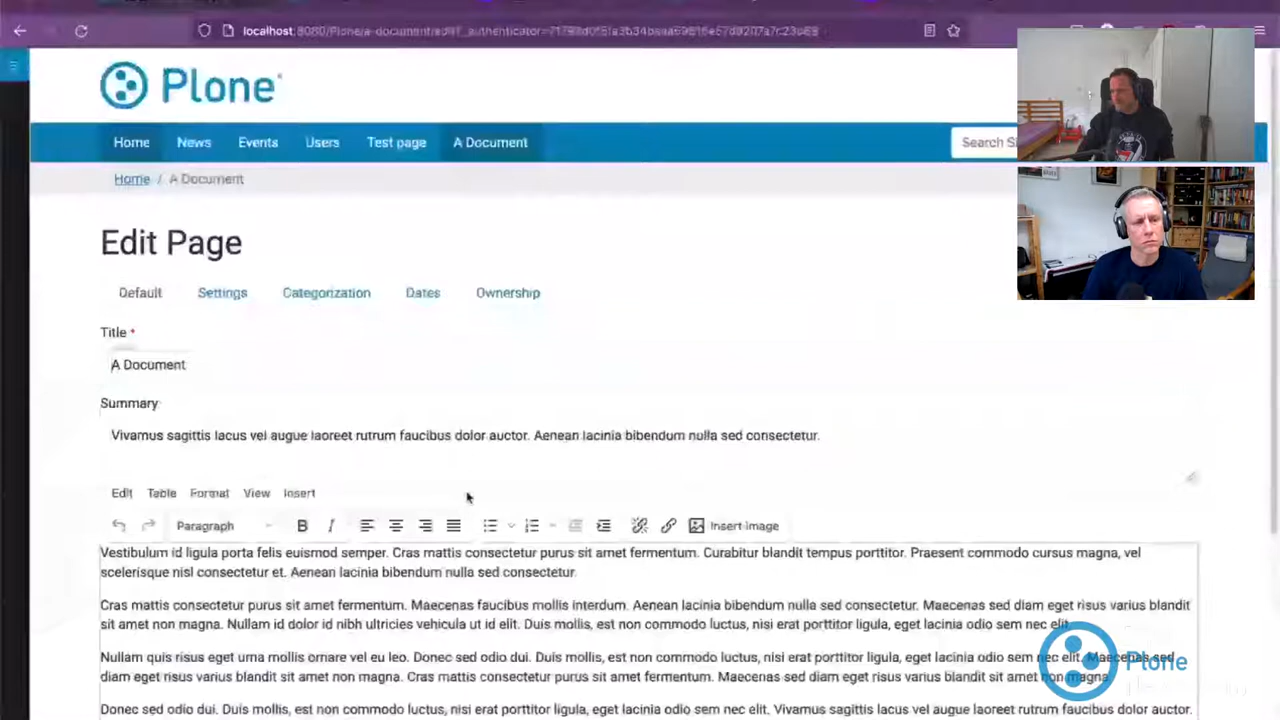 Plone
Home News Events Users Test page A Document
Search
Home / A Document
Edit Page
Default Settings Categorization Dates Ownership
Title *
A Document
Summary
Vivamus sagittis lacus vel augue laoreet rutrum faucibus dolor auctor. Aenean lacinia bibendum nulla sed consectetur.
Edit Table Format View Insert
Paragraph B I Insert image
Vestibulum id ligula porta felis euismod semper. Cras mattis consectetur purus sit amet fermentum. Curabitur blandit tempus porttitor. Praesent commodo cursus magna, vel
scelerisque nisl consectetur et. Aenean lacinia bibendum nulla sed consectetur.
Cras mattis consectetur purus sit amet fermentum. Maecenas faucibus mollis interdum. Aenean lacinia bibendum nulla sed consectetur. Maecenas sed diam eget risus varius blandit
sit amet non magna. Nullam id dolor id nibh ultricies vehicula ut id elit. Duis mollis, est non commodo luctus, nisi erat porttitor ligula, eget lacinia odio sem nec elit.
Nullam quis risus eget urna mollis ornare vel eu leo. Donec sed odio dui. Duis mollis, est non commodo luctus, nisi erat porttitor ligula, eget lacinia odio sem nec elit. Maecenas sed
diam eget risus varius blandit sit amet non magna. Cras mattis consectetur purus sit amet fermentum. Maecenas sed diam eget risus varius blandit sit amet non magna.
Plone
Donec sed odio dui. Duis mollis, est non commodo luctus, nisi erat porttitor ligula, eget lacinia odio sem nec elit. Vivamus sagittis lacus vel augue laoreet rutrum faucibus dolor auctor.